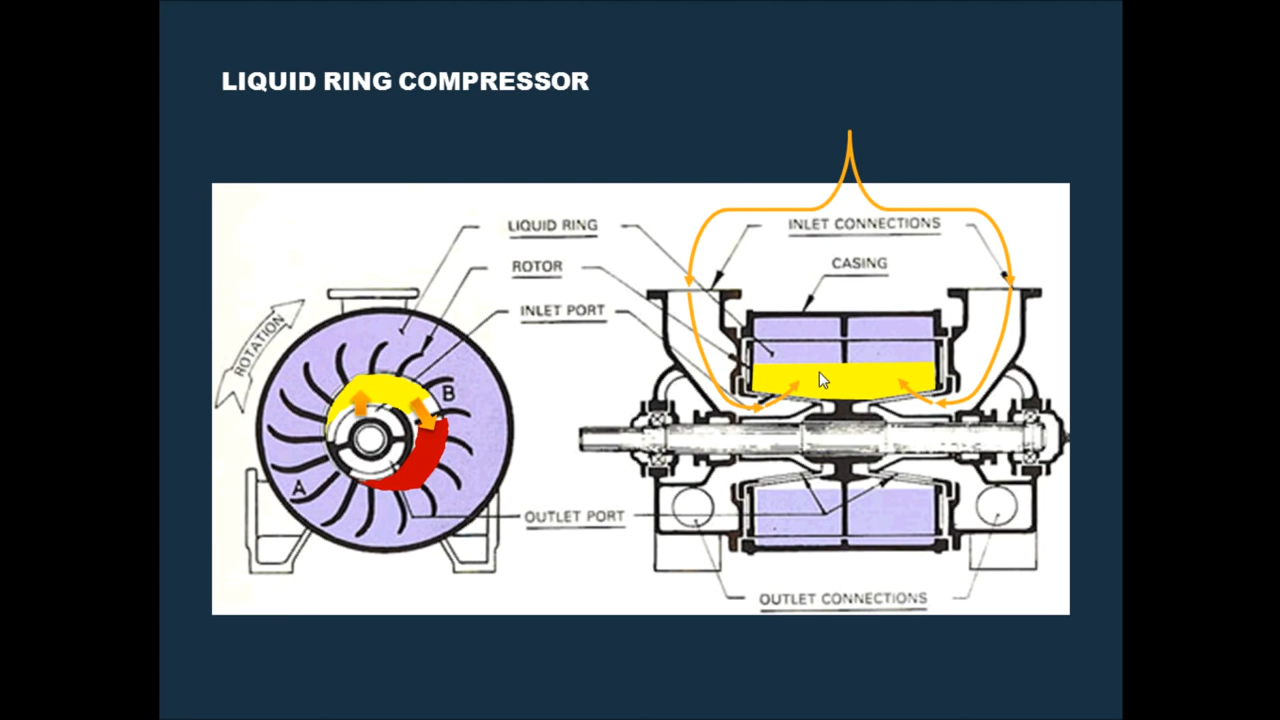 LIQUID RING COMPRESSOR
LIQUID RING
INLET CONNECTIONS
ROTOR
CASING
INLET PORT
ROTATION
B
A
OUTLET PORT
OUTLET CONNECTIONS